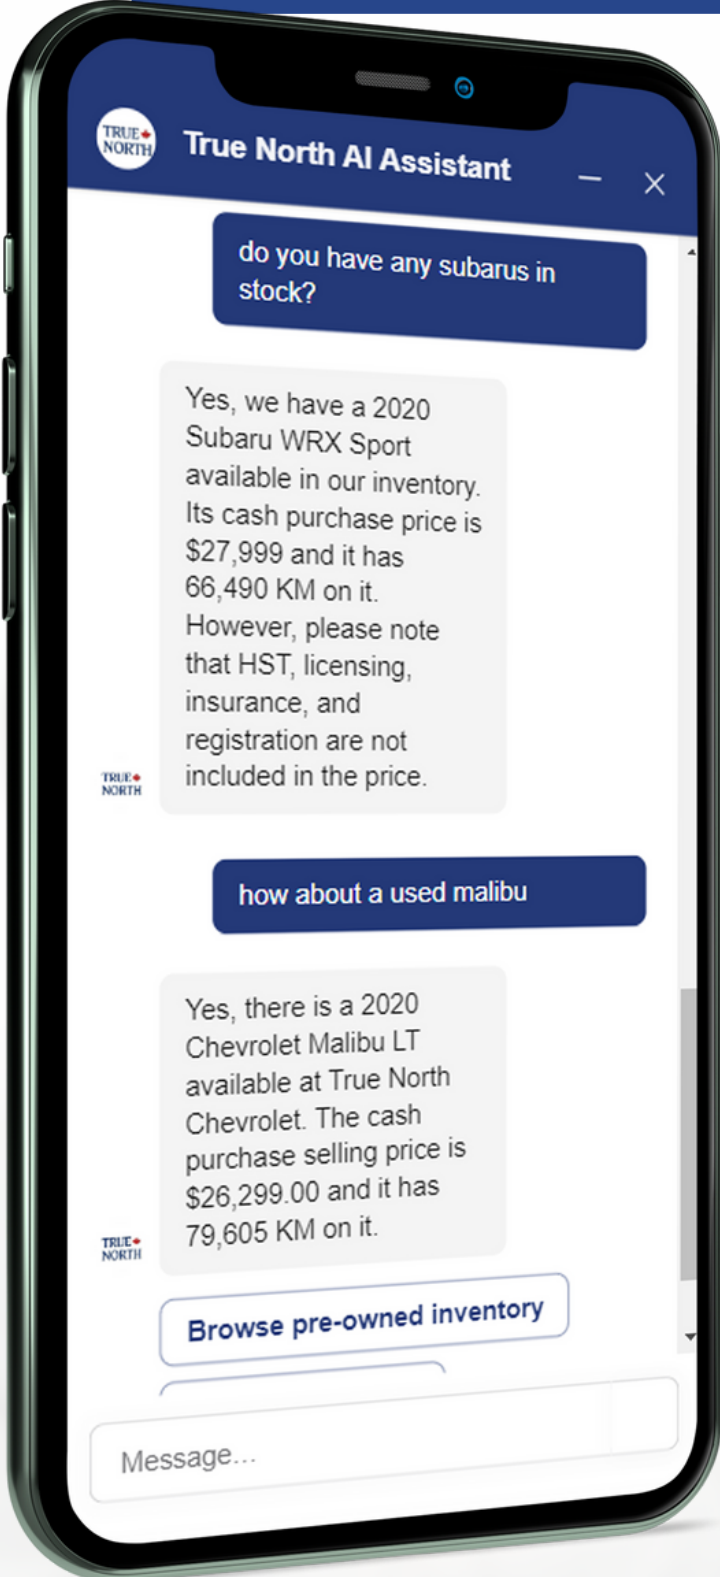 TRUE
NORTH
True North AI Assistant
do you have any subarus in
stock?
Yes, we have a 2020
Subaru WRX Sport
available in our inventory.
Its cash purchase price is
$27,999 and it has
66,490 KM on it.
However, please note
that HST, licensing,
insurance, and
registration are not
included in the price.
TRUE
NORTH
how about a used malibu
Yes, there is a 2020
Chevrolet Malibu LT
available at True North
Chevrolet. The cash
purchase selling price is
$26,299.00 and it has
79,605 KM on it.
TRUE
NORTH
Browse pre-owned inventory
Message...